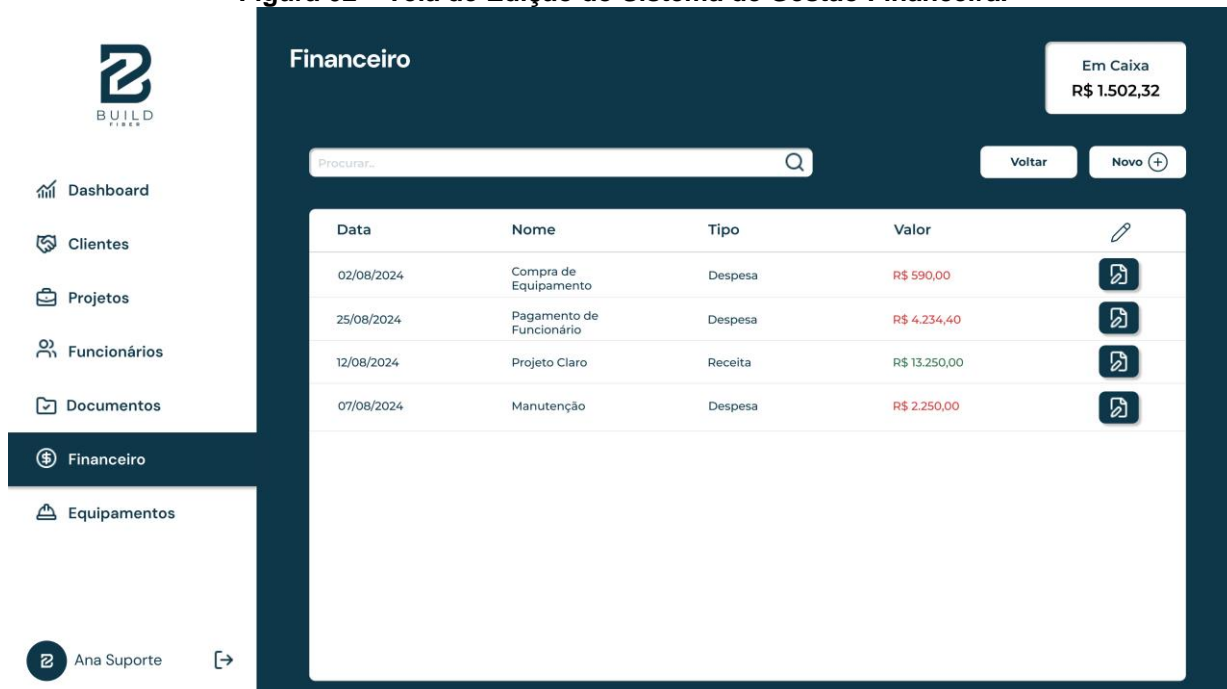 BUILD
FIBER
Dashboard
Clientes
Projetos
Funcionários
Documentos
Financeiro
Equipamentos
Ana Suporte
Financeiro
Em Caixa
R$ 1.502,32
Procurar..
Voltar
Novo
Data Nome Tipo Valor
02/08/2024 Compra de
Equipamento Despesa R$ 590,00
25/08/2024 Pagamento de
Funcionário Despesa R$ 4.234,40
12/08/2024 Projeto Claro Receita R$ 13.250,00
07/08/2024 Manutenção Despesa R$ 2.250,00